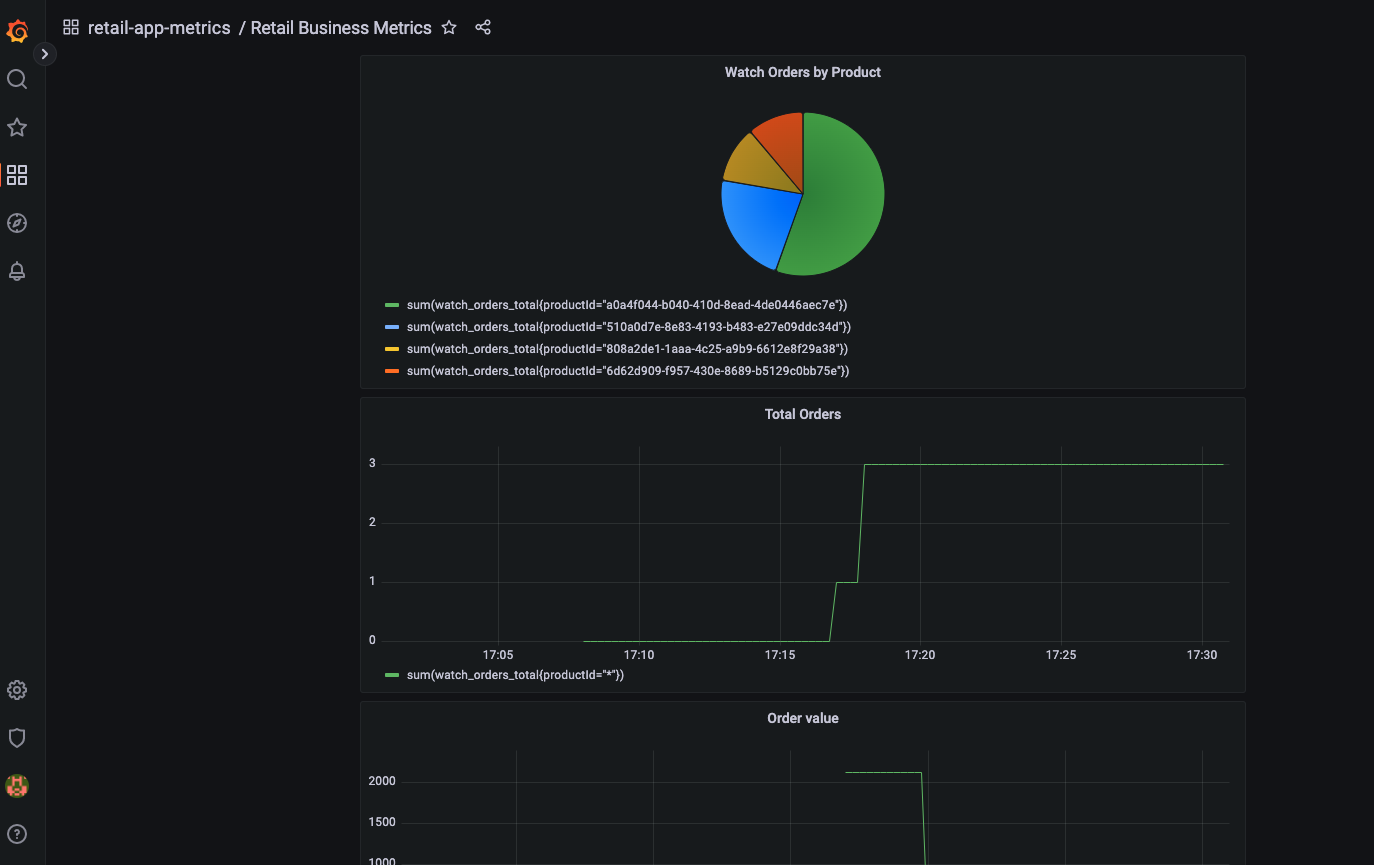 retail-app-metrics / Retail Business Metrics
Watch Orders by Product
sum(watch_orders_total{productId="a0a4f044-b040-410d-8ead-4de0446aec7e"})
sum(watch_orders_total{productId="510a0d7e-8e83-4193-b483-e27e09ddc34d"})
sum(watch_orders_total{productId="808a2de1-1aaa-4c25-a9b9-6612e8f29a38"})
sum(watch_orders_total{productId="6d62d909-f957-430e-8689-b5129c0bb75e"})
Total Orders
3
2
1
0
17:05 17:10 17:15 17:20 17:25 17:30
sum(watch_orders_total{productId="*"})
Order value
2000
1500
1000